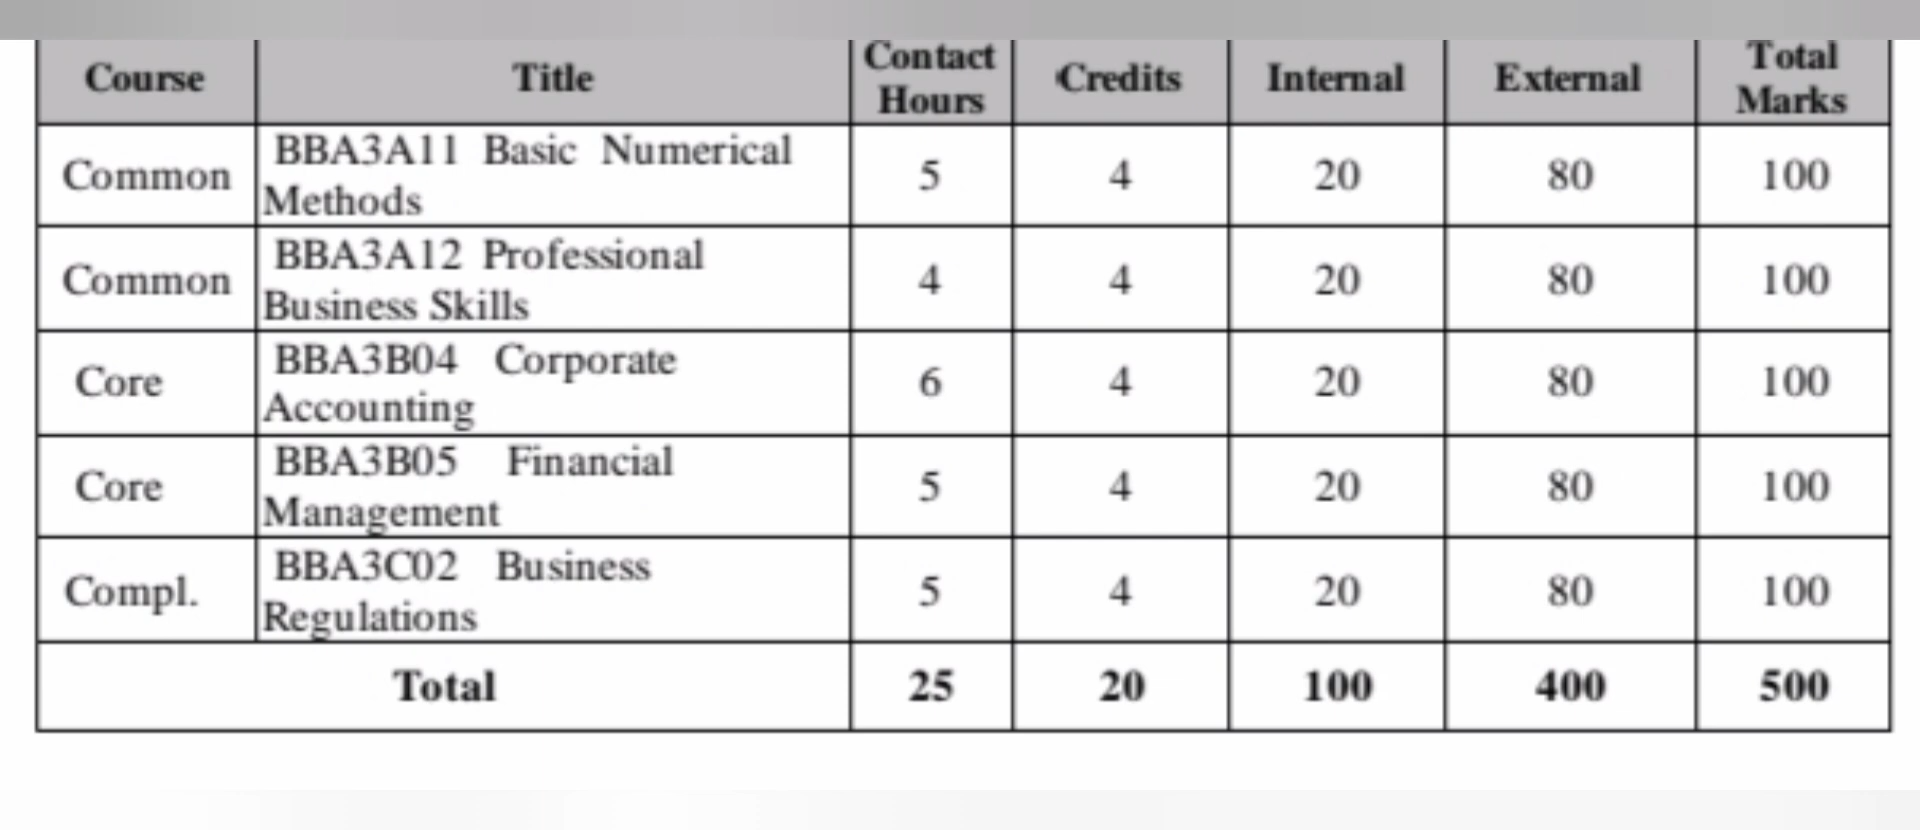 Course Title Contact Hours Credits Internal External Total Marks
Common BBA3A11 Basic Numerical Methods 5 4 20 80 100
Common BBA3A12 Professional Business Skills 4 4 20 80 100
Core BBA3B04 Corporate Accounting 6 4 20 80 100
Core BBA3B05 Financial Management 5 4 20 80 100
Compl. BBA3C02 Business Regulations 5 4 20 80 100
Total 25 20 100 400 500